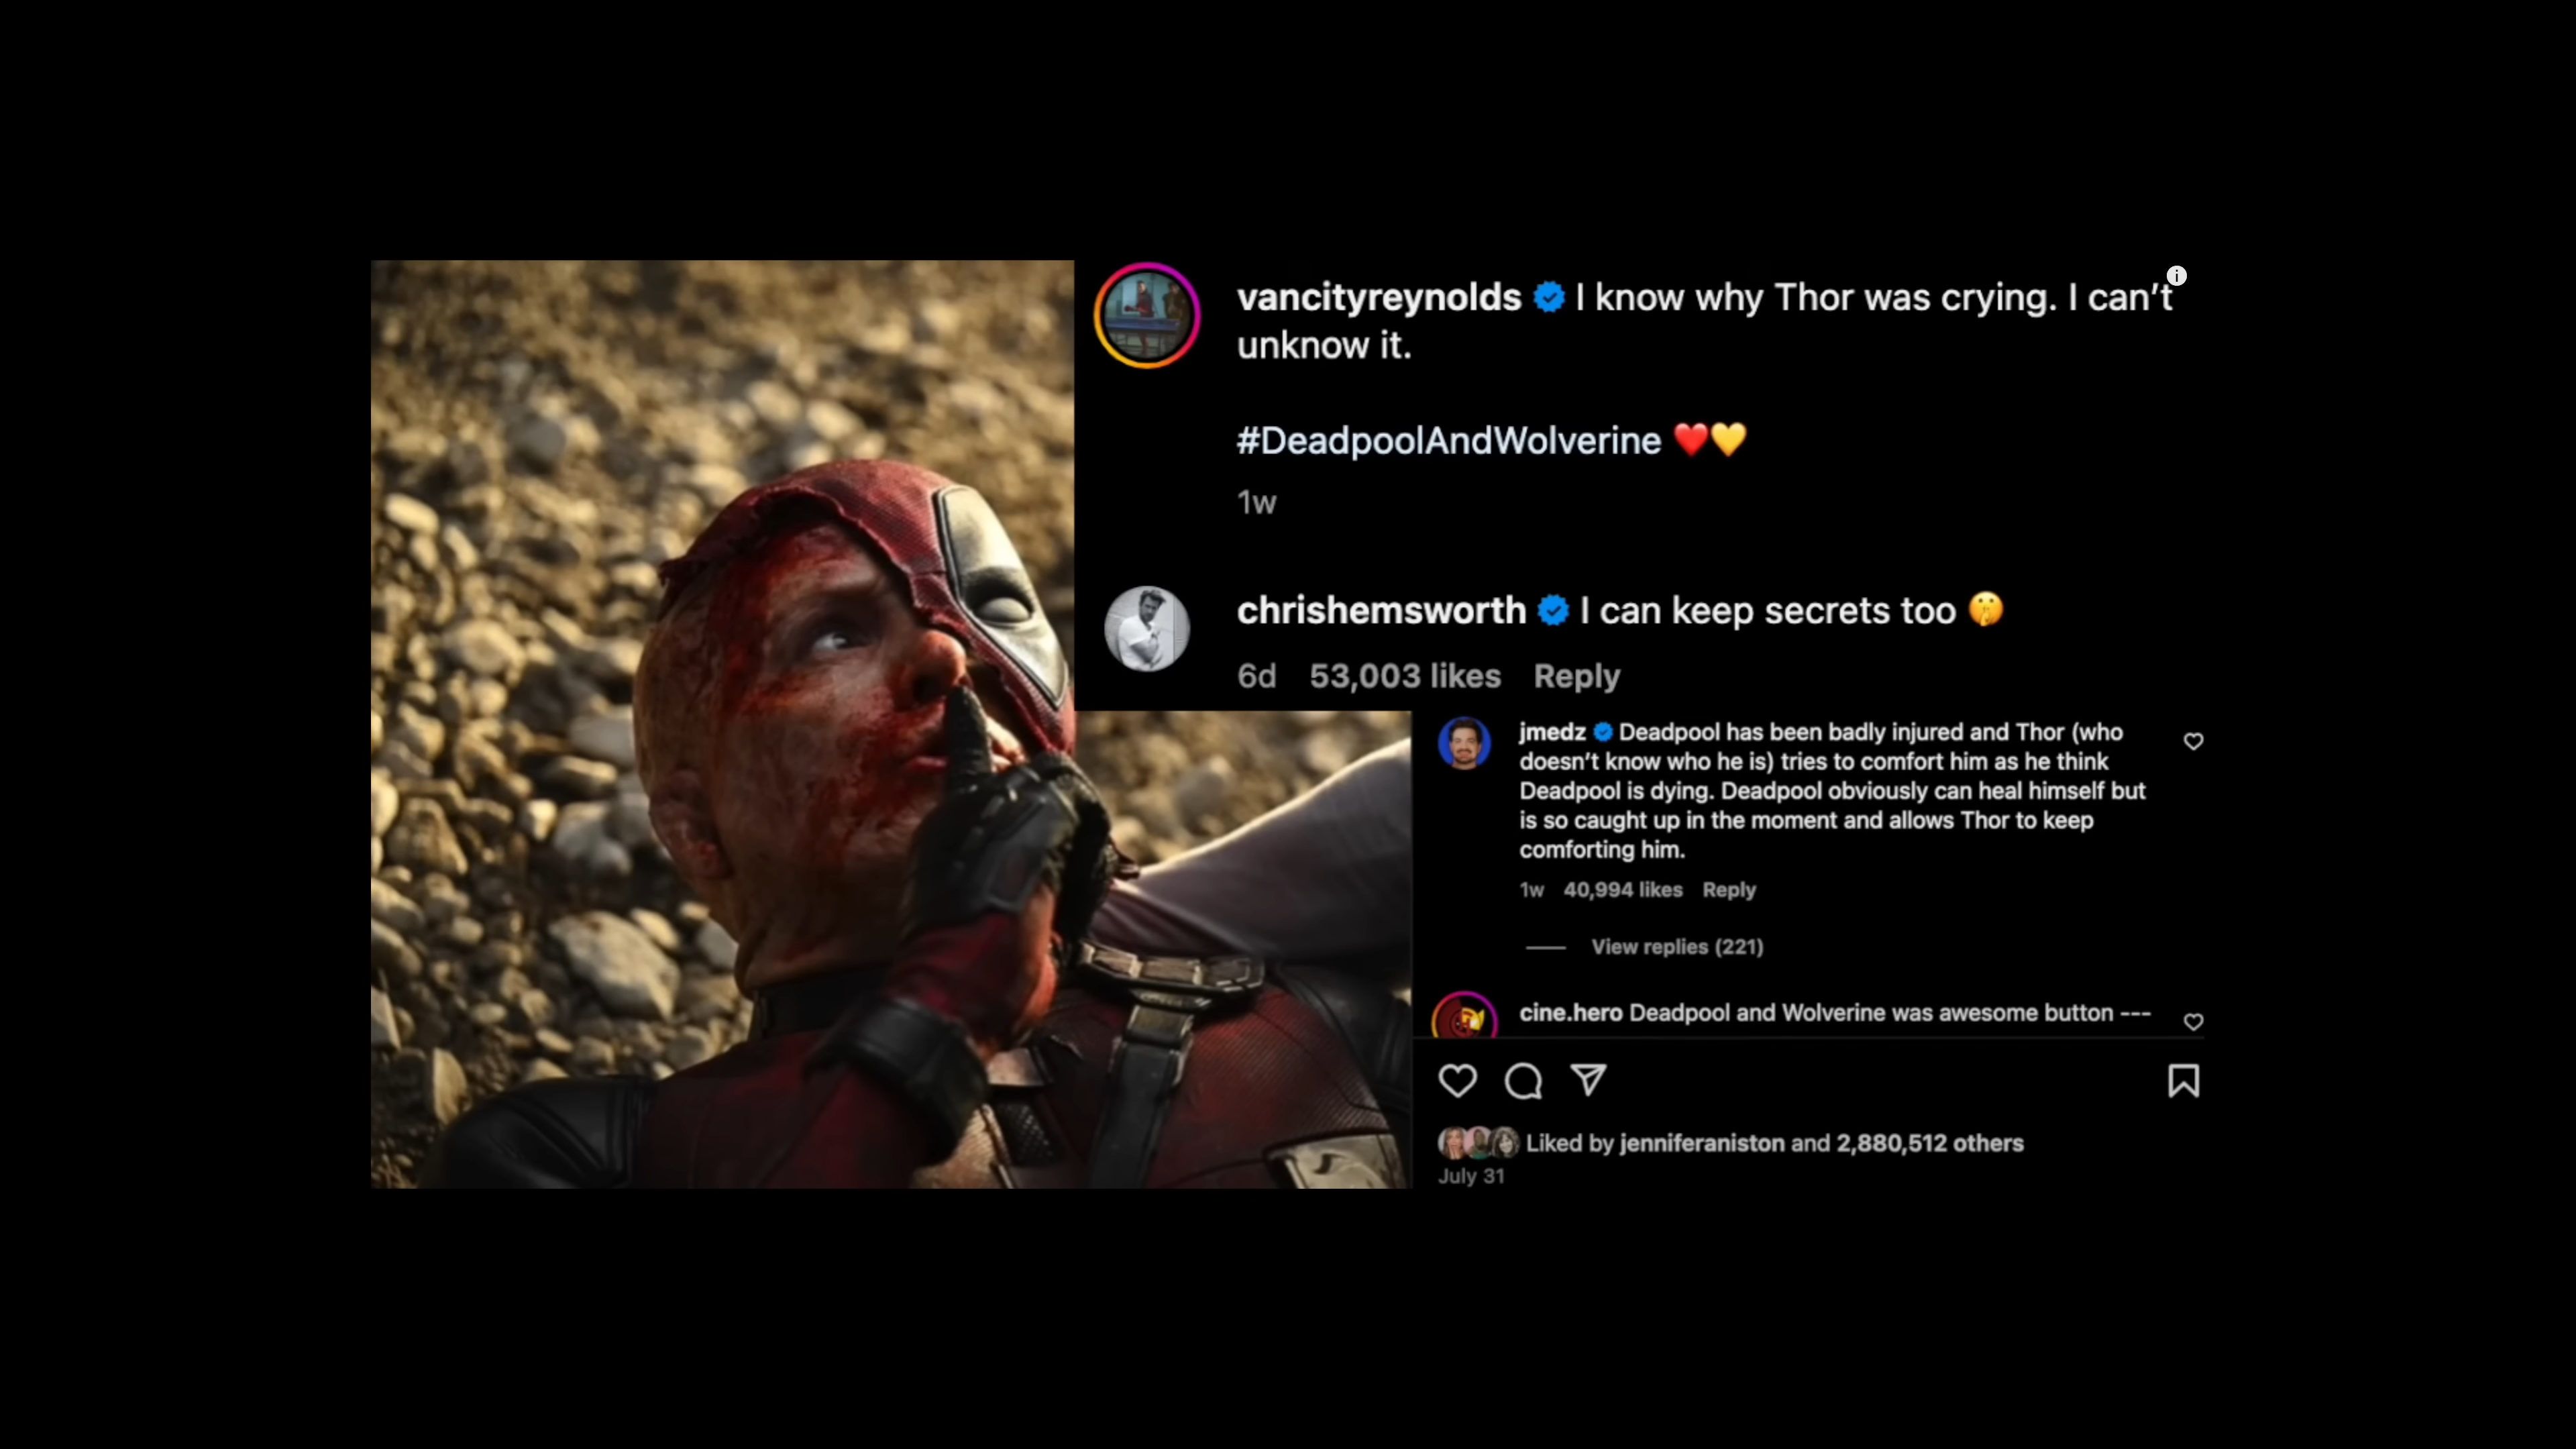 vancityreynolds I know why Thor was crying. I can’t
unknow it.
#DeadpoolAndWolverine ❤️💛
1w
chrishemsworth I can keep secrets too 🤫
6d 53,003 likes Reply
jmedz Deadpool has been badly injured and Thor (who
doesn’t know who he is) tries to comfort him as he think
Deadpool is dying. Deadpool obviously can heal himself but
is so caught up in the moment and allows Thor to keep
comforting him.
1w 40,994 likes Reply
View replies (221)
cine.hero Deadpool and Wolverine was awesome button ---
Liked by jenniferaniston and 2,880,512 others
July 31